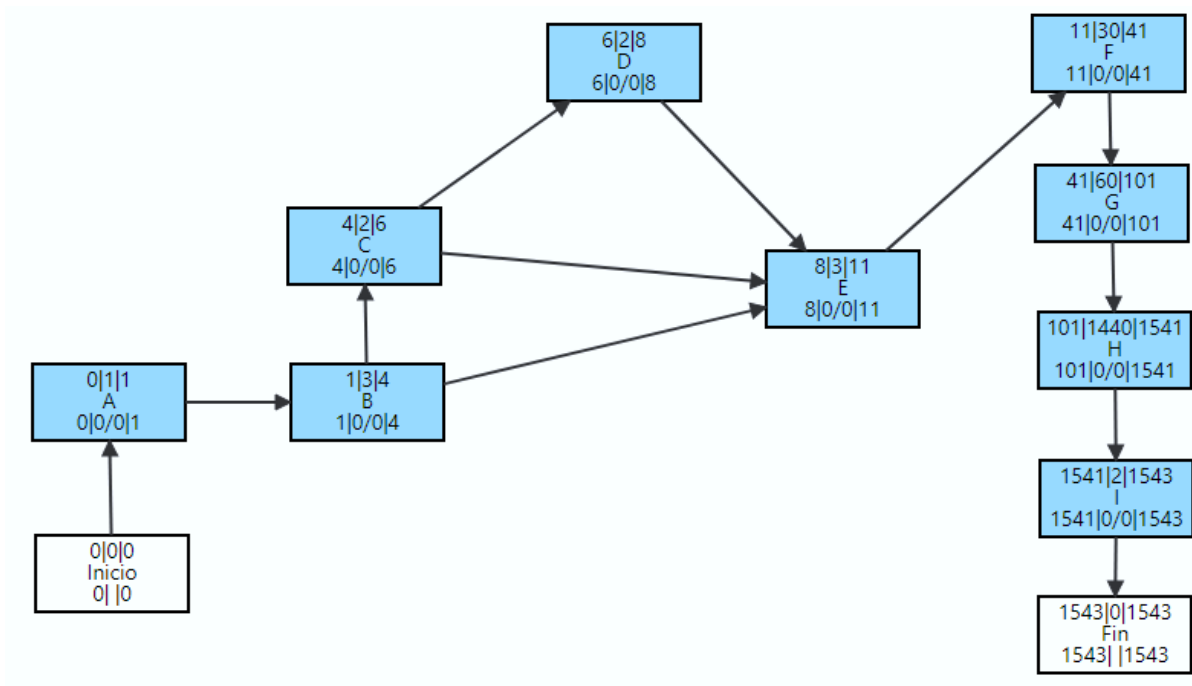 6|2|8
D
6|0/0|8
11|30|41
F
11|0/0|41
41|60|101
G
41|0/0|101
4|2|6
C
4|0/0|6
8|3|11
E
8|0/0|11
101|1440|1541
H
101|0/0|1541
0|1|1
A
0|0/0|1
1|3|4
B
1|0/0|4
1541|2|1543
I
1541|0/0|1543
0|0|0
Inicio
0| |0
1543|0|1543
Fin
1543| |1543